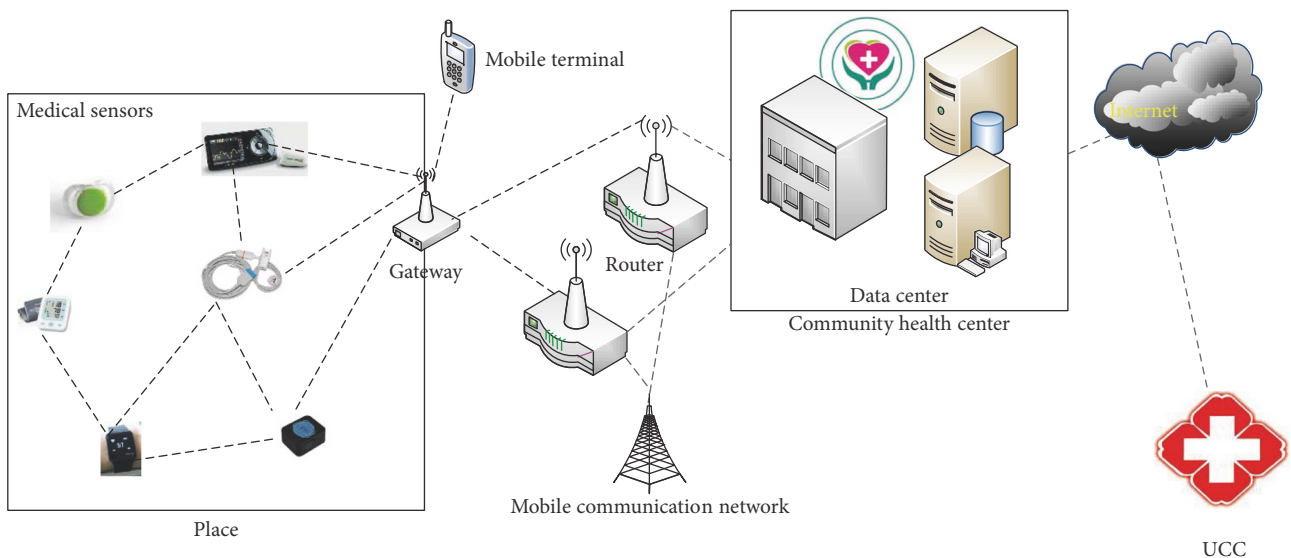 Mobile terminal
Medical sensors
Internet
Gateway
Router
Data center
Community health center
Mobile communication network
Place
UCC